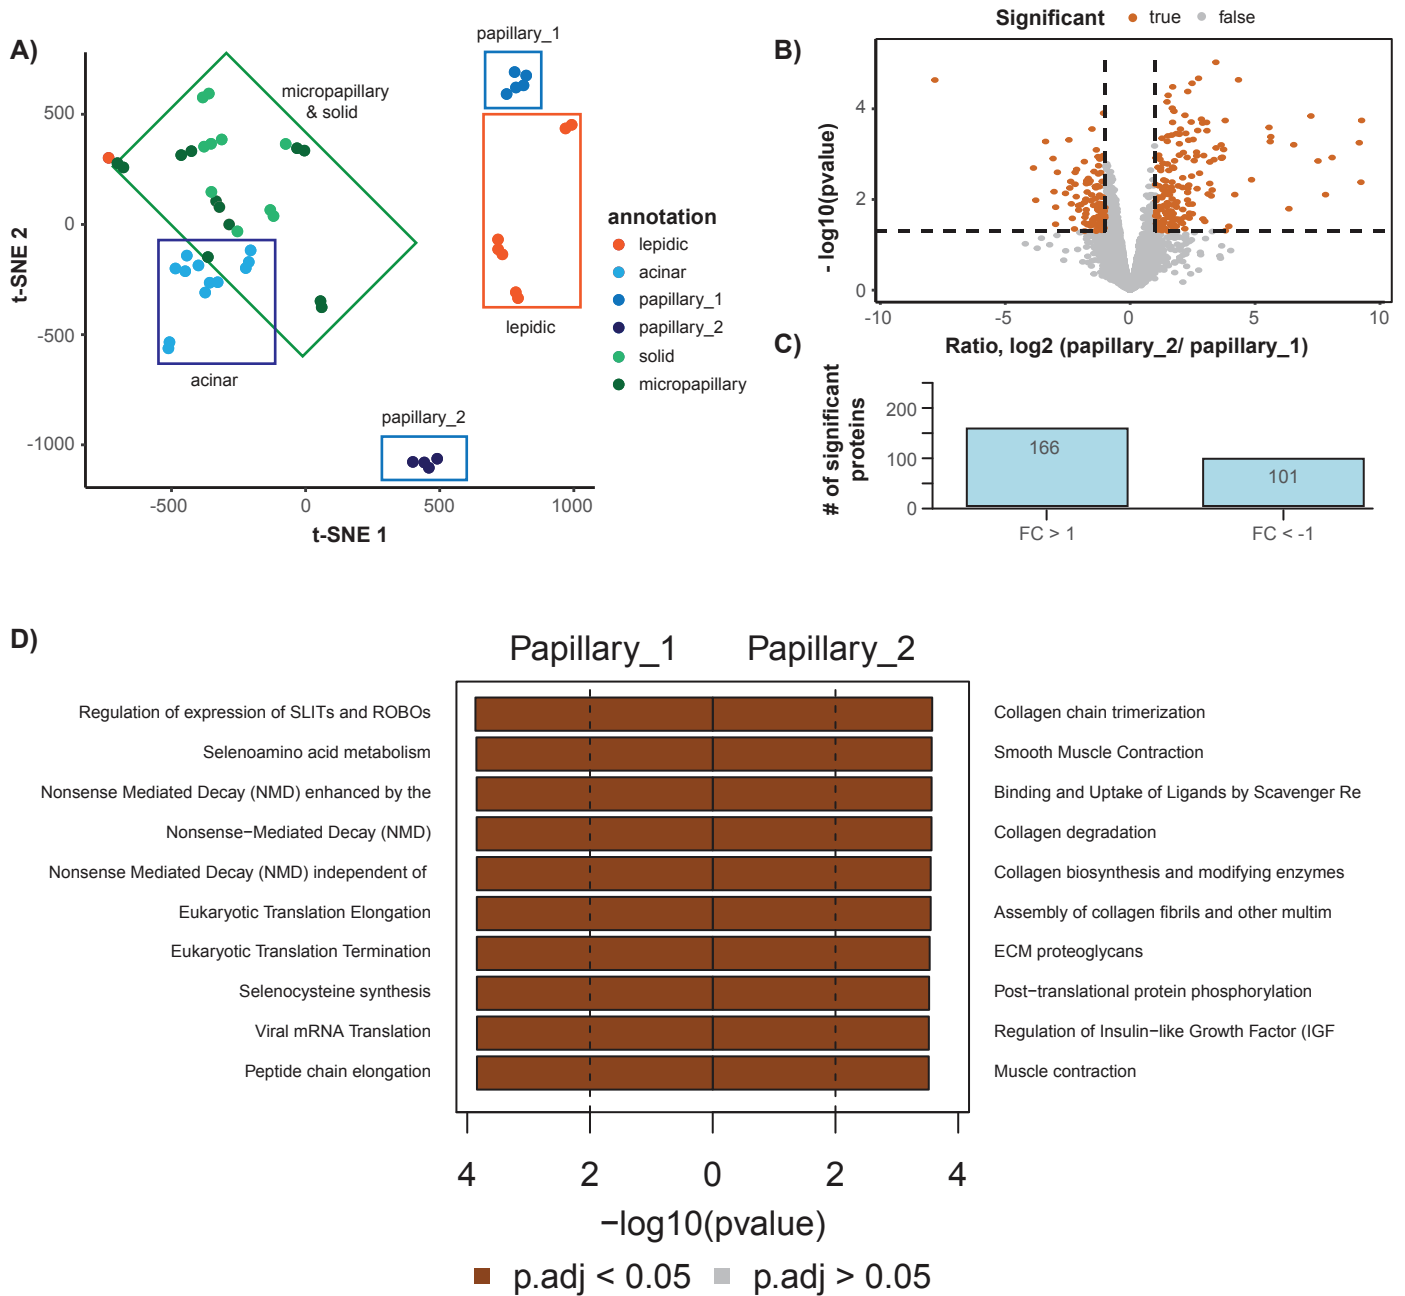 A)
papillary_1
micropapillary
& solid
500
0
-500
-1000
t-SNE 2
acinar
lepidic
papillary_2
-500
0
500
1000
t-SNE 1
annotation
lepidic
acinar
papillary_1
papillary_2
solid
micropapillary
B)
Significant
true
false
4
2
0
- log10(pvalue)
-10
-5
0
5
10
Ratio, log2 (papillary_2/ papillary_1)
C)
# of significant
proteins
200
100
0
166
101
FC > 1
FC < -1
D)
Papillary_1
Papillary_2
Regulation of expression of SLITs and ROBOs
Collagen chain trimerization
Selenoamino acid metabolism
Smooth Muscle Contraction
Nonsense Mediated Decay (NMD) enhanced by the
Binding and Uptake of Ligands by Scavenger Re
Nonsense−Mediated Decay (NMD)
Collagen degradation
Nonsense Mediated Decay (NMD) independent of
Collagen biosynthesis and modifying enzymes
Eukaryotic Translation Elongation
Assembly of collagen fibrils and other multim
Eukaryotic Translation Termination
ECM proteoglycans
Selenocysteine synthesis
Post−translational protein phosphorylation
Viral mRNA Translation
Regulation of Insulin−like Growth Factor (IGF
Peptide chain elongation
Muscle contraction
4
2
0
2
4
−log10(pvalue)
p.adj < 0.05
p.adj > 0.05